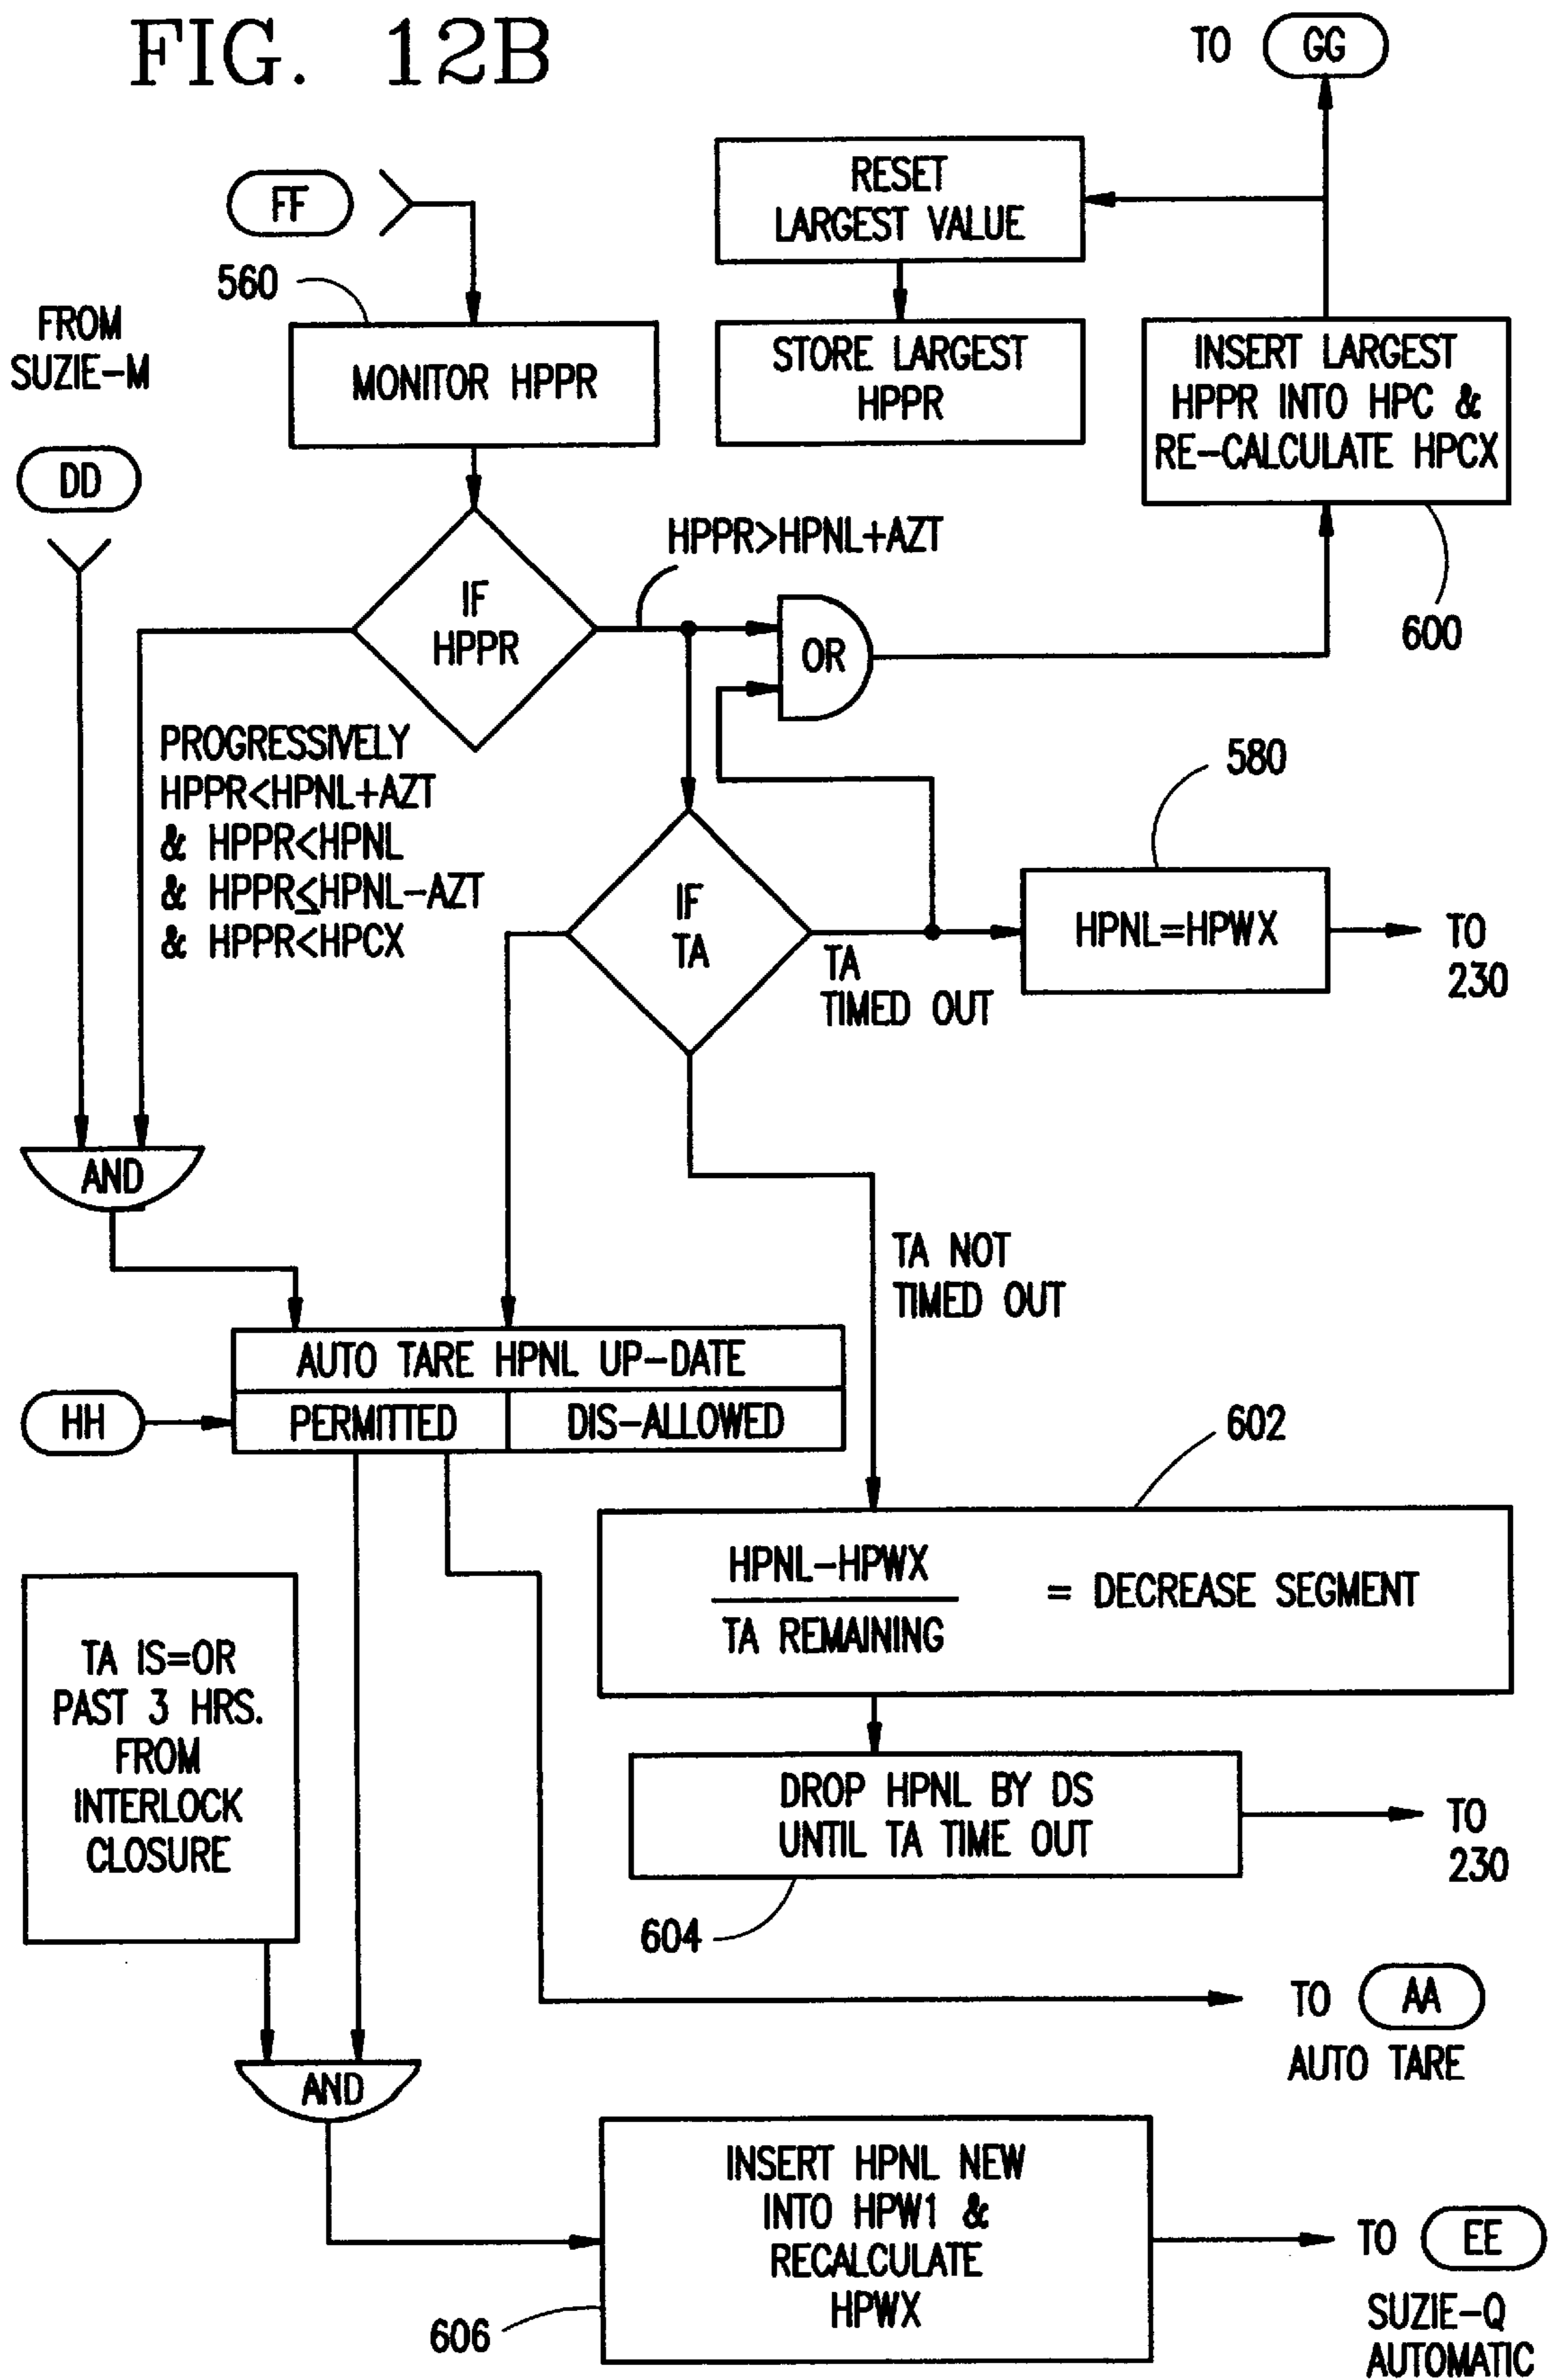 FIG. 12B
TO GG
RESET
LARGEST VALUE
FF
560
FROM
SUZIE-M
MONITOR HPPR
STORE LARGEST
HPPR
INSERT LARGEST
HPPR INTO HPC &
RE-CALCULATE HPCX
DD
HPPR>HPNL+AZT
IF
HPPR
OR
600
PROGRESSIVELY
HPPR<HPNL+AZT
& HPPR<HPNL
& HPPR≤HPNL-AZT
& HPPR<HPCX
580
IF
TA
HPNL=HPWX
TO
230
TA
TIMED OUT
AND
TA NOT
TIMED OUT
AUTO TARE HPNL UP-DATE
HH
PERMITTED
DIS-ALLOWED
602
HPNL-HPWX
TA REMAINING
= DECREASE SEGMENT
TA IS=OR
PAST 3 HRS.
FROM
INTERLOCK
CLOSURE
DROP HPNL BY DS
UNTIL TA TIME OUT
TO
230
604
TO AA
AUTO TARE
AND
INSERT HPNL NEW
INTO HPW1 &
RECALCULATE
HPWX
606
TO EE
SUZIE-Q
AUTOMATIC